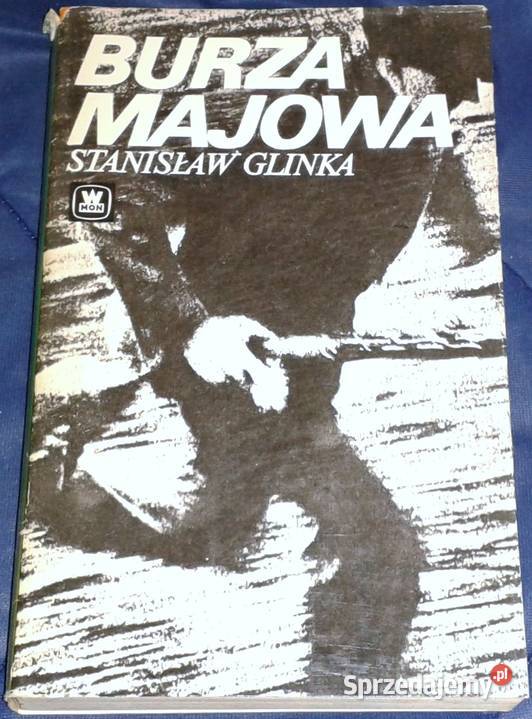 BURZA
MAJOWA
STANISŁAW GLINKA
W
MON
Sprzedajemy.pl